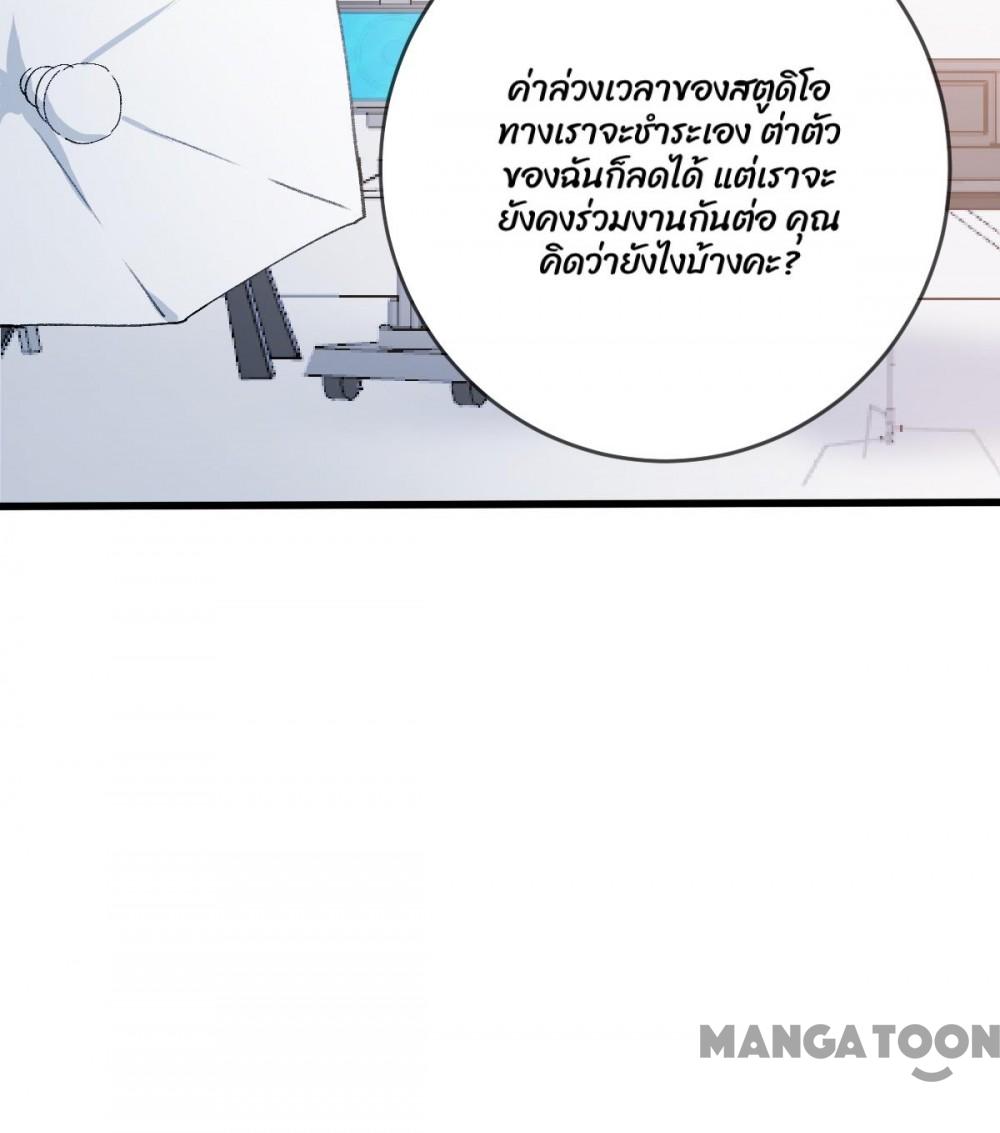 ค่าล่วงเวลาของสตูดิโอ
ทางเราจะชำระเอง ค่าตัว
ของฉันก็ลดได้ แต่เราจะ
ยังคงร่วมงานกันต่อ คุณ
คิดว่ายังไงบ้างคะ?
MANGATOON